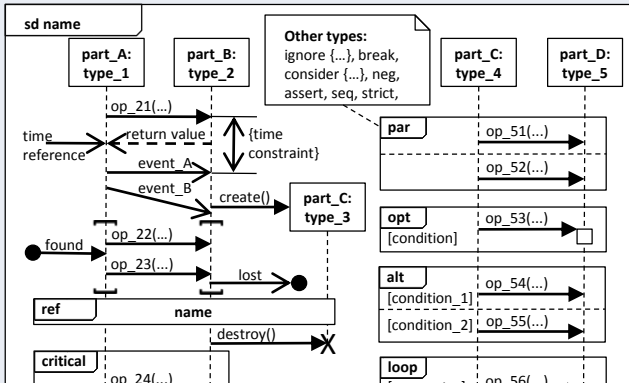 sd name
part_A:
type_1
part_B:
type_2
Other types:
ignore {…}, break,
consider {…}, neg,
assert, seq, strict,
part_C:
type_4
part_D:
type_5
op_21(...)
time
reference
return value
{time
constraint}
event_A
event_B
create()
part_C:
type_3
op_22(...)
found
op_23(...)
lost
ref
name
destroy()
critical
op_24(...)
par
op_51(...)
op_52(...)
opt
op_53(...)
[condition]
alt
op_54(...)
[condition_1]
[condition_2]
op_55(...)
loop
op_56(...)